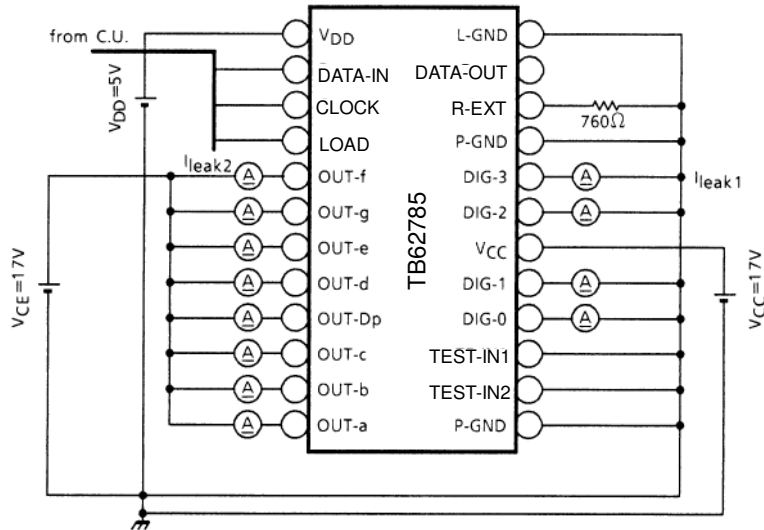 from C.U.
VDD=5V
VDD
L-GND
DATA-IN
DATA-OUT
CLOCK
R-EXT
760Ω
LOAD
P-GND
Ileak2
A
OUT-f
DIG-3
A
Ileak1
A
OUT-g
DIG-2
A
A
OUT-e
VCC
A
OUT-d
DIG-1
A
A
OUT-Dp
DIG-0
A
A
OUT-c
TEST-IN1
A
OUT-b
TEST-IN2
A
OUT-a
P-GND
TB62785
VCE=17V
VCC=17V